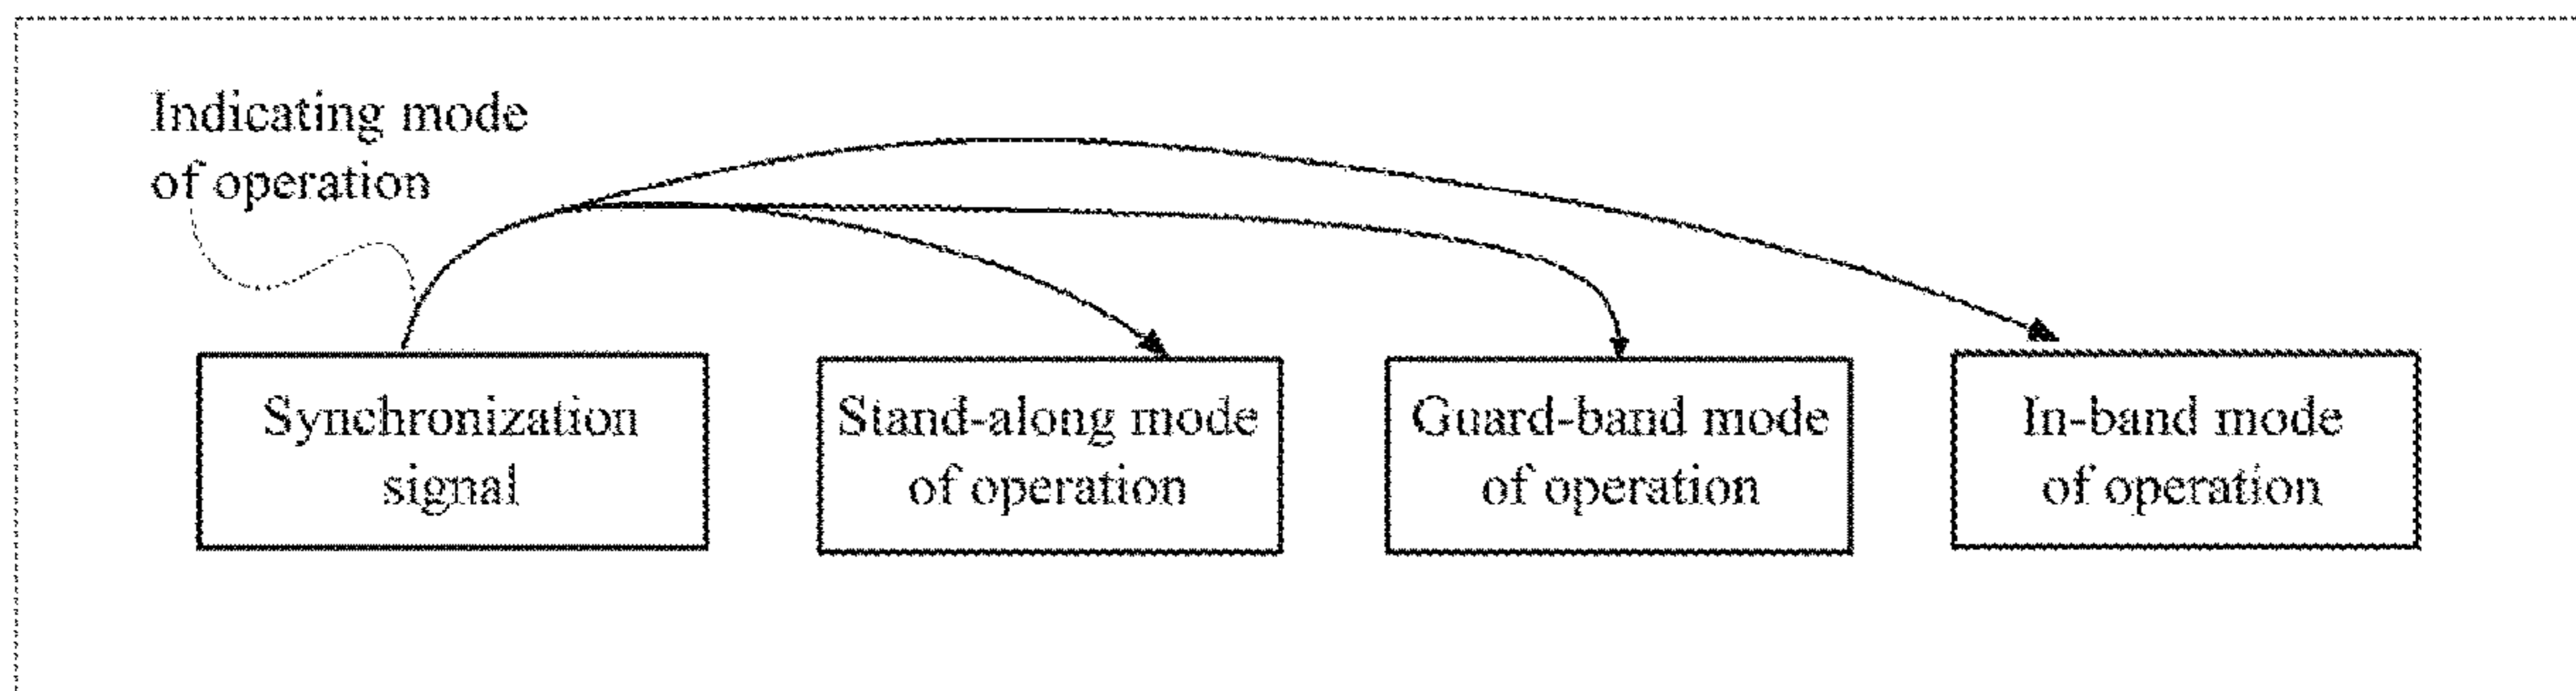 Indicating mode
of operation
Synchronization
signal
Stand-along mode
of operation
Guard-band mode
of operation
In-band mode
of operation